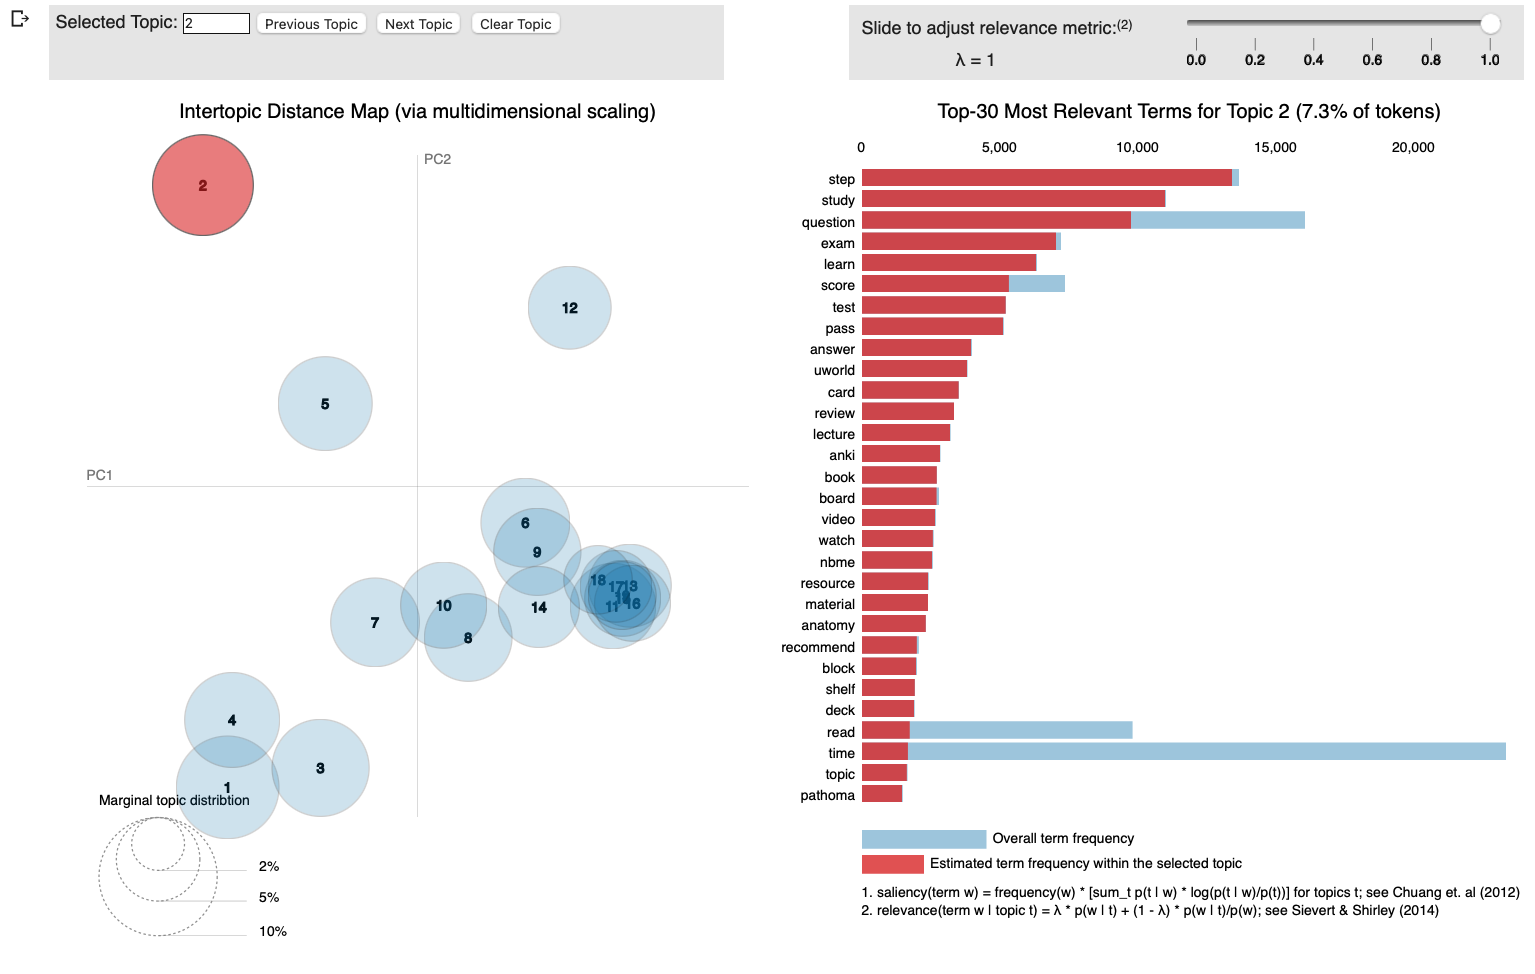 Selected Topic: 2 Previous Topic Next Topic Clear Topic
Slide to adjust relevance metric:(2)
λ = 1
0.0 0.2 0.4 0.6 0.8 1.0
Intertopic Distance Map (via multidimensional scaling)
PC2
PC1
2
12
5
6
9
18
17
13
11
16
14
10
7
8
4
3
1
Marginal topic distribtion
2%
5%
10%
Top-30 Most Relevant Terms for Topic 2 (7.3% of tokens)
0 5,000 10,000 15,000 20,000
step
study
question
exam
learn
score
test
pass
answer
uworld
card
review
lecture
anki
book
board
video
watch
nbme
resource
material
anatomy
recommend
block
shelf
deck
read
time
topic
pathoma
Overall term frequency
Estimated term frequency within the selected topic
1. saliency(term w) = frequency(w) * [sum_t p(t | w) * log(p(t | w)/p(t))] for topics t; see Chuang et. al (2012)
2. relevance(term w | topic t) = λ * p(w | t) + (1 - λ) * p(w | t)/p(w); see Sievert & Shirley (2014)